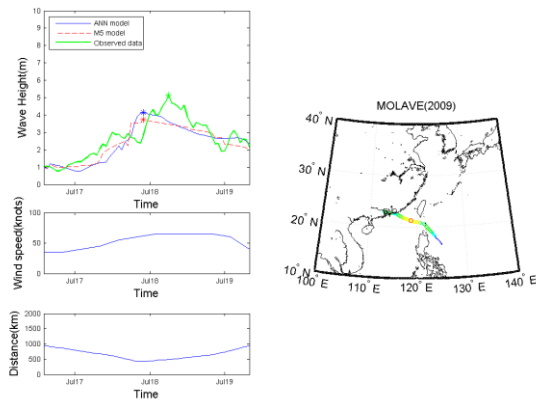 ANN model
M5 model
Observed data
Wave Height(m)
10
9
8
7
6
5
4
3
2
1
0
Jul17 Jul18 Jul19
Time
Wind speed(knots)
100
50
0
Jul17 Jul18 Jul19
Time
Distance(km)
2000
1500
1000
500
0
Jul17 Jul18 Jul19
Time
MOLAVE(2009)
40° N
30° N
20° N
10° N
100° E 110° E 120° E 130° E 140° E